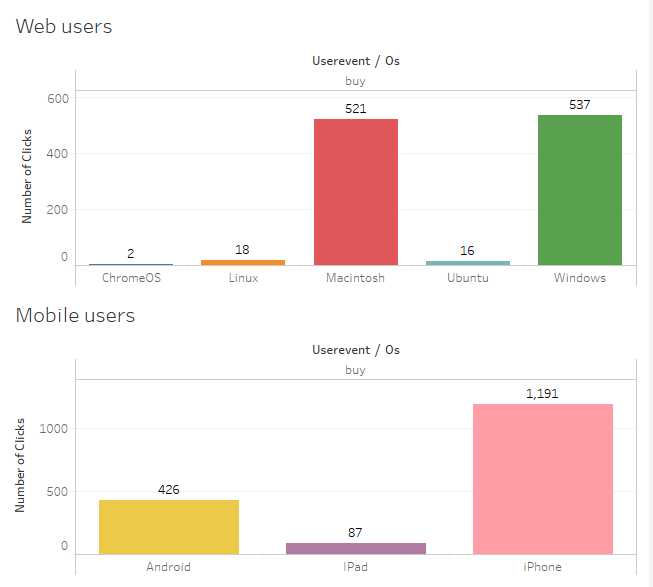 Web users
Userevent / Os
buy
Number of Clicks
600
400
200
0
2
18
521
16
537
ChromeOS
Linux
Macintosh
Ubuntu
Windows
Mobile users
Userevent / Os
buy
Number of Clicks
1000
500
0
426
87
1,191
Android
IPad
iPhone